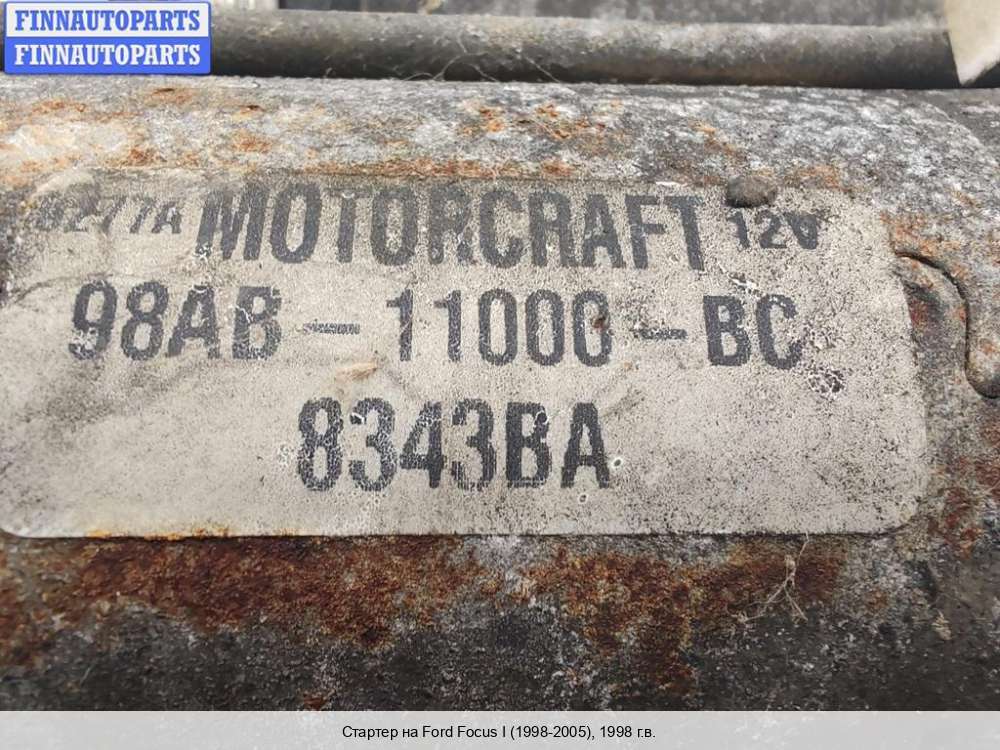 FINNAUTOPARTS
FINNAUTOPARTS
MOTORCRAFT 12V
98AB-11000-BC
8343BA
Стартер на Ford Focus I (1998-2005), 1998 г.в.